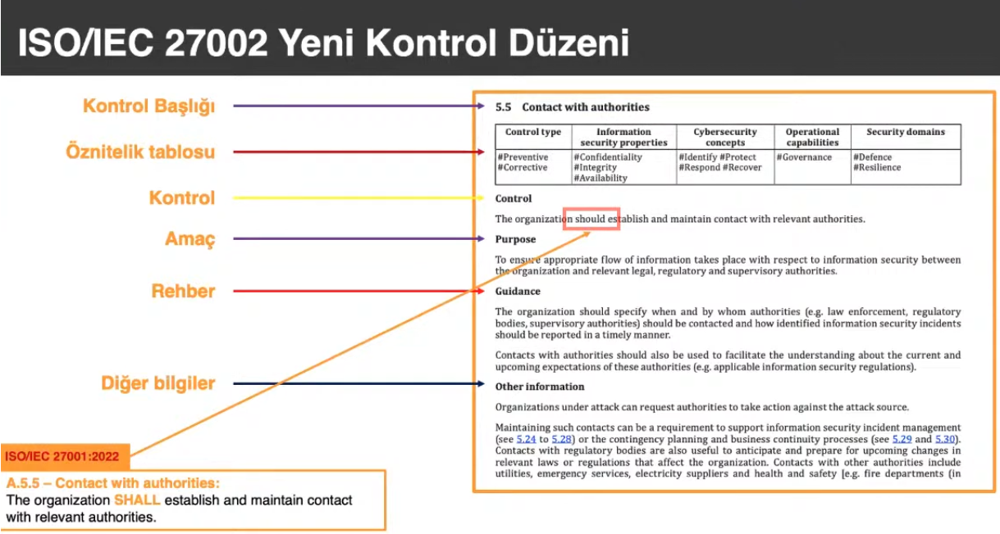 ISO/IEC 27002 Yeni Kontrol Düzeni
Kontrol Başlığı
Öznitelik tablosu
Kontrol
Amaç
Rehber
Diğer bilgiler
5.5 Contact with authorities
Control type
Information
security properties
Cybersecurity
concepts
Operational
capabilities
Security domains
#Preventive
#Corrective
#Confidentiality
#Integrity
#Availability
#Identify #Protect
#Respond #Recover
#Governance
#Defence
#Resilience
Control
The organization should establish and maintain contact with relevant authorities.
Purpose
To ensure appropriate flow of information takes place with respect to information security between
the organization and relevant legal, regulatory and supervisory authorities.
Guidance
The organization should specify when and by whom authorities (e.g. law enforcement, regulatory
bodies, supervisory authorities) should be contacted and how identified information security incidents
should be reported in a timely manner.
Contacts with authorities should also be used to facilitate the understanding about the current and
upcoming expectations of these authorities (e.g. applicable information security regulations).
Other information
Organizations under attack can request authorities to take action against the attack source.
Maintaining such contacts can be a requirement to support information security incident management
(see 5.24 to 5.28) or the contingency planning and business continuity processes (see 5.29 and 5.30).
Contacts with regulatory bodies are also useful to anticipate and prepare for upcoming changes in
relevant laws or regulations that affect the organization. Contacts with other authorities include
utilities, emergency services, electricity suppliers and health and safety [e.g. fire departments (in
ISO/IEC 27001:2022
A.5.5 – Contact with authorities:
The organization SHALL establish and maintain contact
with relevant authorities.